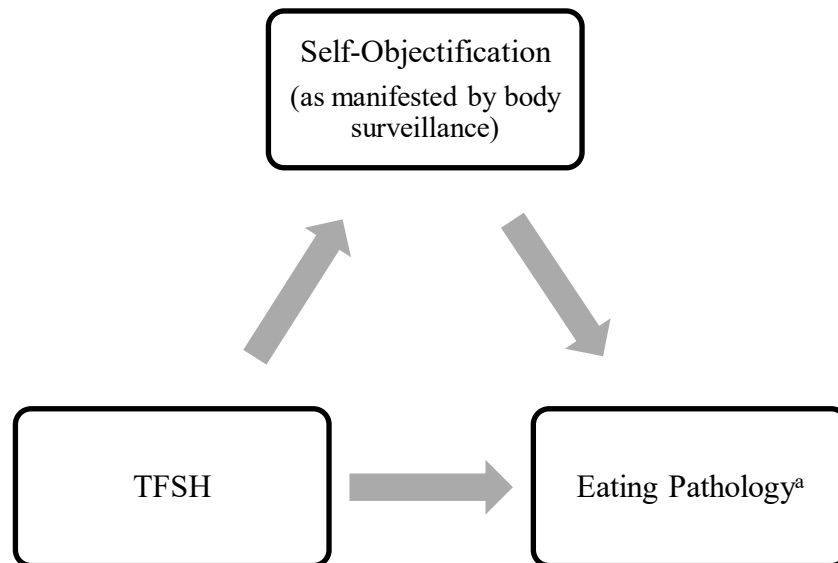 Self-Objectification
(as manifested by body
surveillance)
TFSH
Eating Pathologyᵃ